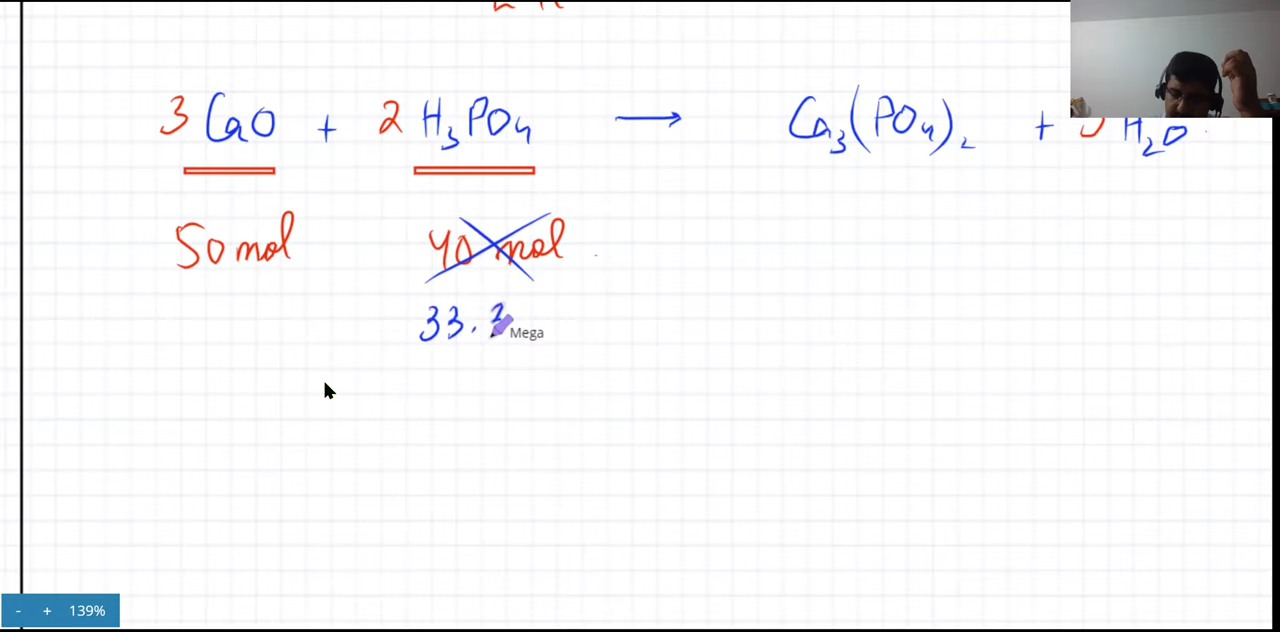 3 CaO + 2 H₃PO₄ → Ca₃(PO₄)₂ + H₂O
50 mol 40 mol
33.3
Mega
- + 139%